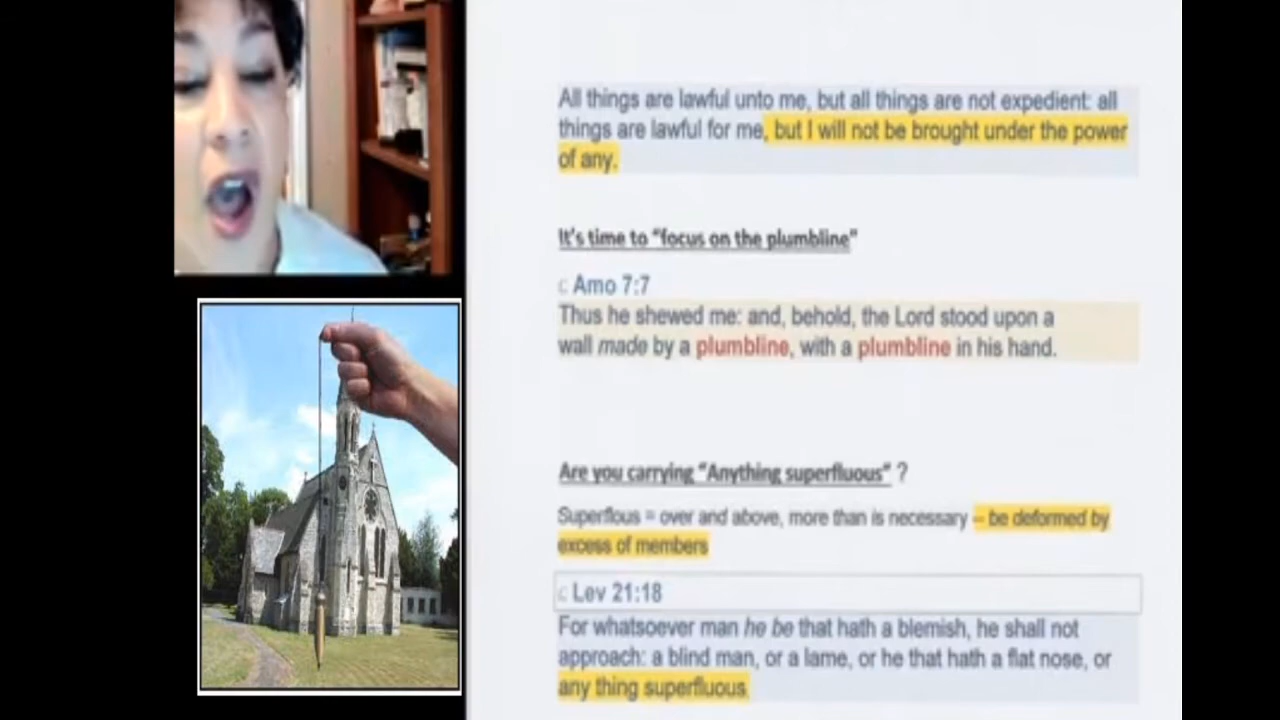 All things are lawful unto me, but all things are not expedient: all
things are lawful for me, but I will not be brought under the power
of any.
It's time to "focus on the plumbline"
c Amo 7:7
Thus he shewed me: and, behold, the Lord stood upon a
wall made by a plumbline, with a plumbline in his hand.
Are you carrying "Anything superfluous" ?
Superflous = over and above, more than is necessary – be deformed by
excess of members
c Lev 21:18
For whatsoever man he be that hath a blemish, he shall not
approach: a blind man, or a lame, or he that hath a flat nose, or
any thing superfluous,